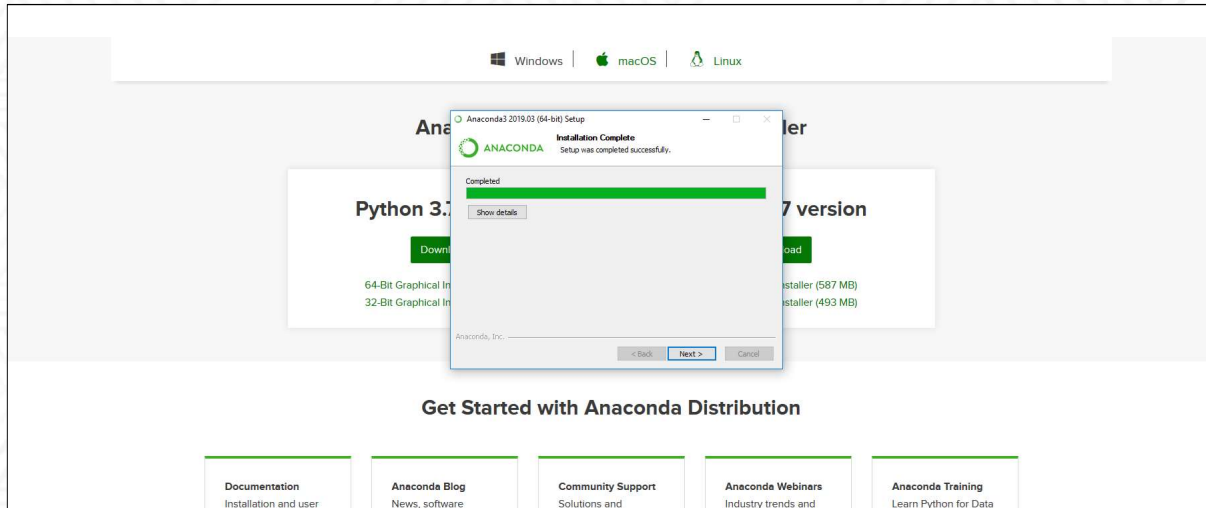 Windows
macOS
Linux
Ana
ler
Anaconda3 2019.03 (64-bit) Setup
ANACONDA
Installation Complete
Setup was completed successfully.
Completed
Show details
Python 3.7
7 version
Downl
oad
64-Bit Graphical In
staller (587 MB)
32-Bit Graphical In
staller (493 MB)
Anaconda, Inc.
< Back
Next >
Cancel
Get Started with Anaconda Distribution
Documentation
Installation and user
Anaconda Blog
News, software
Community Support
Solutions and
Anaconda Webinars
Industry trends and
Anaconda Training
Learn Python for Data